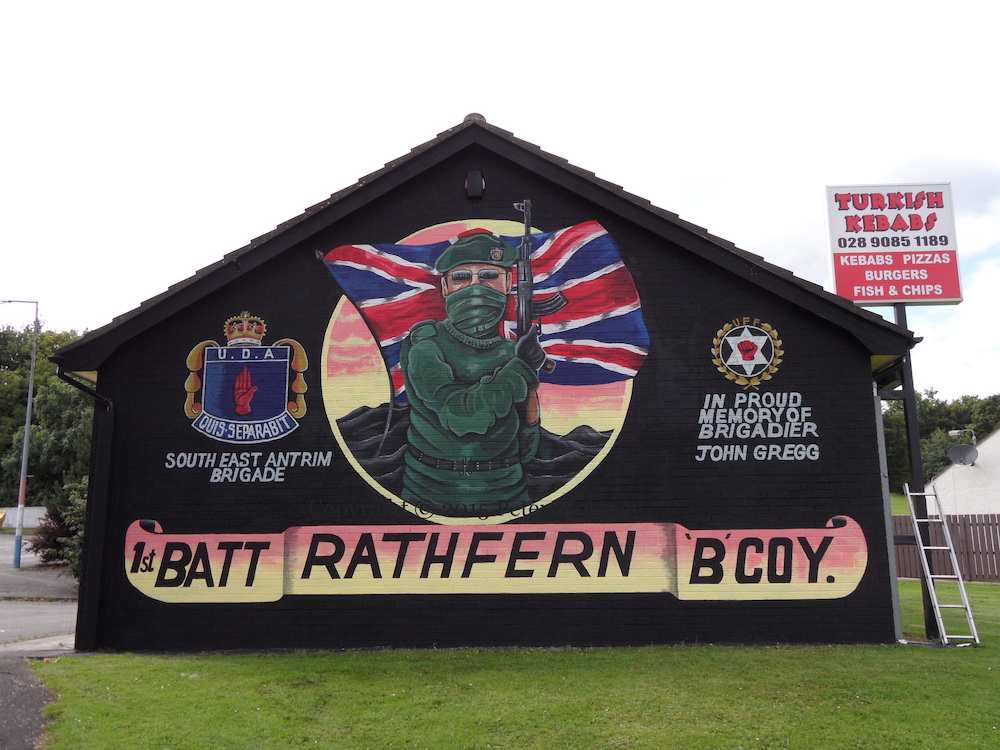 TURKISH
KEBABS
028 9085 1189
KEBABS PIZZAS
BURGERS
FISH & CHIPS
U.D.A
QUIS SEPARABIT
SOUTH EAST ANTRIM
BRIGADE
UFF
IN PROUD
MEMORY OF
BRIGADIER
JOHN GREGG
1st BATT RATHFERN 'B' COY.